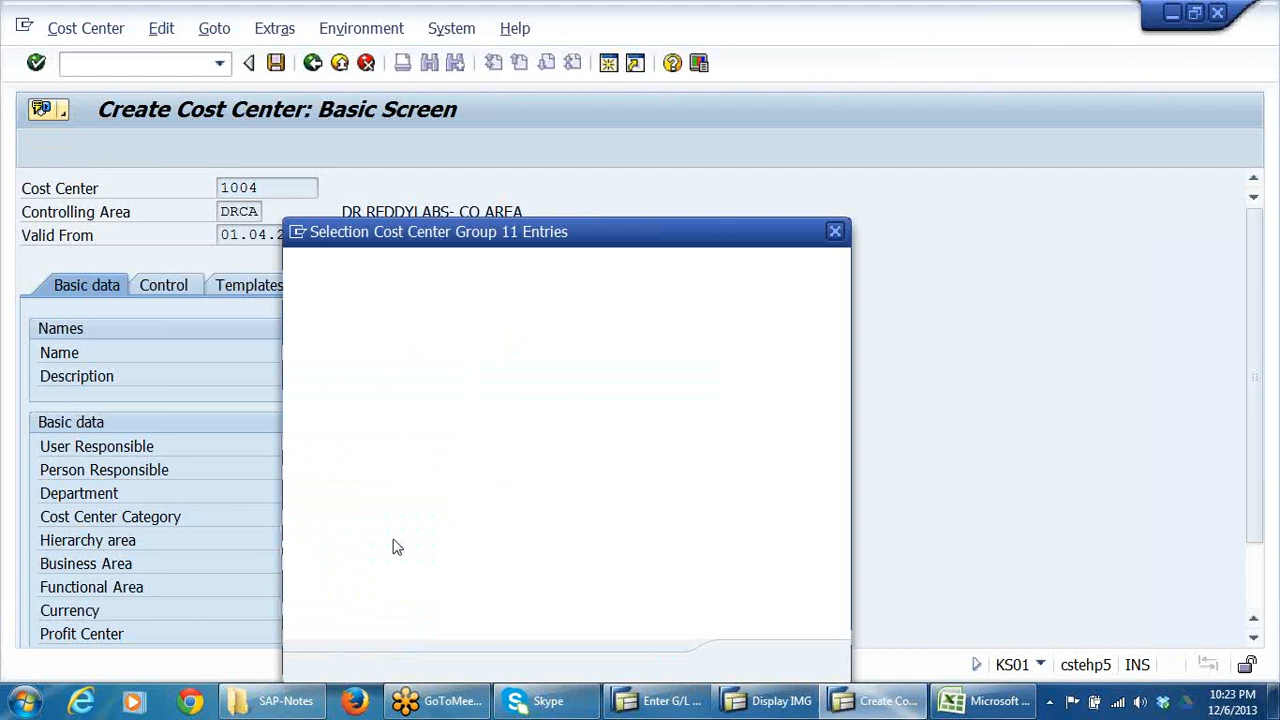 Cost Center Edit Goto Extras Environment System Help
Create Cost Center: Basic Screen
Cost Center 1004
Controlling Area DRCA DR REDDYLABS- CO AREA
Valid From 01.04.2
Selection Cost Center Group 11 Entries
Basic data Control Templates
Names
Name
Description
Basic data
User Responsible
Person Responsible
Department
Cost Center Category
Hierarchy area
Business Area
Functional Area
Currency
Profit Center
KS01 cstehp5 INS
SAP-Notes GoToMee... Skype Enter G/L ... Display IMG Create Co... Microsoft ...
10:23 PM
12/6/2013